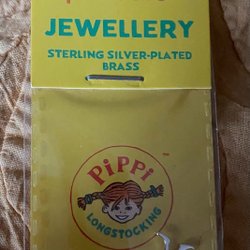 JEWELLERY
STERLING SILVER-PLATED
BRASS
PIPPI
LONGSTOCKING